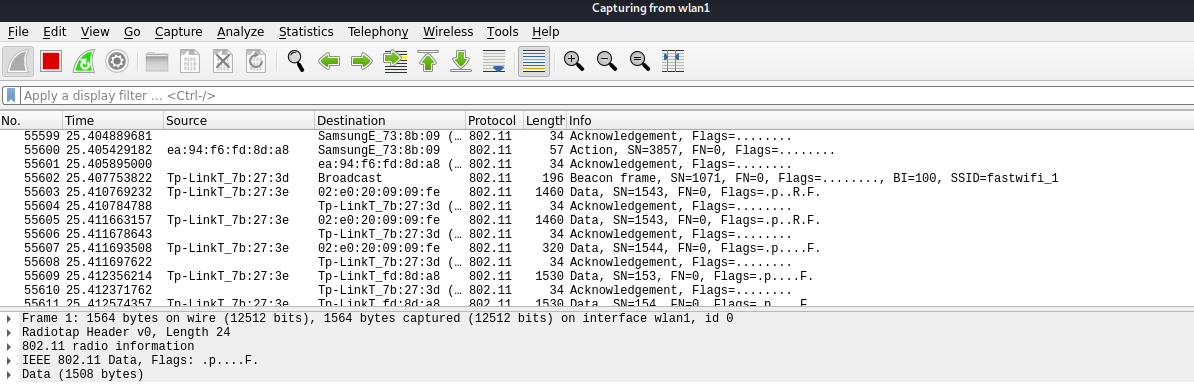 Capturing from wlan1
File Edit View Go Capture Analyze Statistics Telephony Wireless Tools Help
Apply a display filter ... <Ctrl-/>
No. Time Source Destination Protocol Length Info
55599 25.404889681 SamsungE_73:8b:09 (… 802.11 34 Acknowledgement, Flags=........
55600 25.405429182 ea:94:f6:fd:8d:a8 SamsungE_73:8b:09 802.11 57 Action, SN=3857, FN=0, Flags=........
55601 25.405895000 ea:94:f6:fd:8d:a8 (… 802.11 34 Acknowledgement, Flags=........
55602 25.407753822 Tp-LinkT_7b:27:3d Broadcast 802.11 196 Beacon frame, SN=1071, FN=0, Flags=........, BI=100, SSID=fastwifi_1
55603 25.410769232 Tp-LinkT_7b:27:3e 02:e0:20:09:09:fe 802.11 1460 Data, SN=1543, FN=0, Flags=.p..R.F.
55604 25.410784788 Tp-LinkT_7b:27:3d (… 802.11 34 Acknowledgement, Flags=........
55605 25.411663157 Tp-LinkT_7b:27:3e 02:e0:20:09:09:fe 802.11 1460 Data, SN=1543, FN=0, Flags=.p..R.F.
55606 25.411678643 Tp-LinkT_7b:27:3d (… 802.11 34 Acknowledgement, Flags=........
55607 25.411693508 Tp-LinkT_7b:27:3e 02:e0:20:09:09:fe 802.11 320 Data, SN=1544, FN=0, Flags=.p....F.
55608 25.411697622 Tp-LinkT_7b:27:3d (… 802.11 34 Acknowledgement, Flags=........
55609 25.412356214 Tp-LinkT_7b:27:3e Tp-LinkT_fd:8d:a8 802.11 1530 Data, SN=153, FN=0, Flags=.p....F.
55610 25.412371762 Tp-LinkT_7b:27:3d (… 802.11 34 Acknowledgement, Flags=........
55611 25.412574357 Tp-LinkT_7b:27:3e Tp-LinkT_fd:8d:a8 802.11 1530 Data, SN=154, FN=0, Flags=.p....F.
Frame 1: 1564 bytes on wire (12512 bits), 1564 bytes captured (12512 bits) on interface wlan1, id 0
Radiotap Header v0, Length 24
802.11 radio information
IEEE 802.11 Data, Flags: .p....F.
Data (1508 bytes)